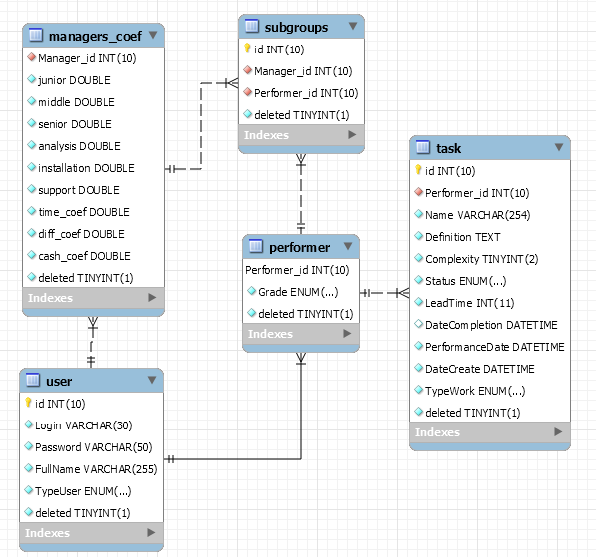 managers_coef
Manager_id INT(10)
junior DOUBLE
middle DOUBLE
senior DOUBLE
analysis DOUBLE
installation DOUBLE
support DOUBLE
time_coef DOUBLE
diff_coef DOUBLE
cash_coef DOUBLE
deleted TINYINT(1)
Indexes
subgroups
id INT(10)
Manager_id INT(10)
Performer_id INT(10)
deleted TINYINT(1)
Indexes
task
id INT(10)
Performer_id INT(10)
Name VARCHAR(254)
Definition TEXT
Complexity TINYINT(2)
Status ENUM(...)
LeadTime INT(11)
DateCompletion DATETIME
PerformanceDate DATETIME
DateCreate DATETIME
TypeWork ENUM(...)
deleted TINYINT(1)
Indexes
performer
Performer_id INT(10)
Grade ENUM(...)
deleted TINYINT(1)
Indexes
user
id INT(10)
Login VARCHAR(30)
Password VARCHAR(50)
FullName VARCHAR(255)
TypeUser ENUM(...)
deleted TINYINT(1)
Indexes